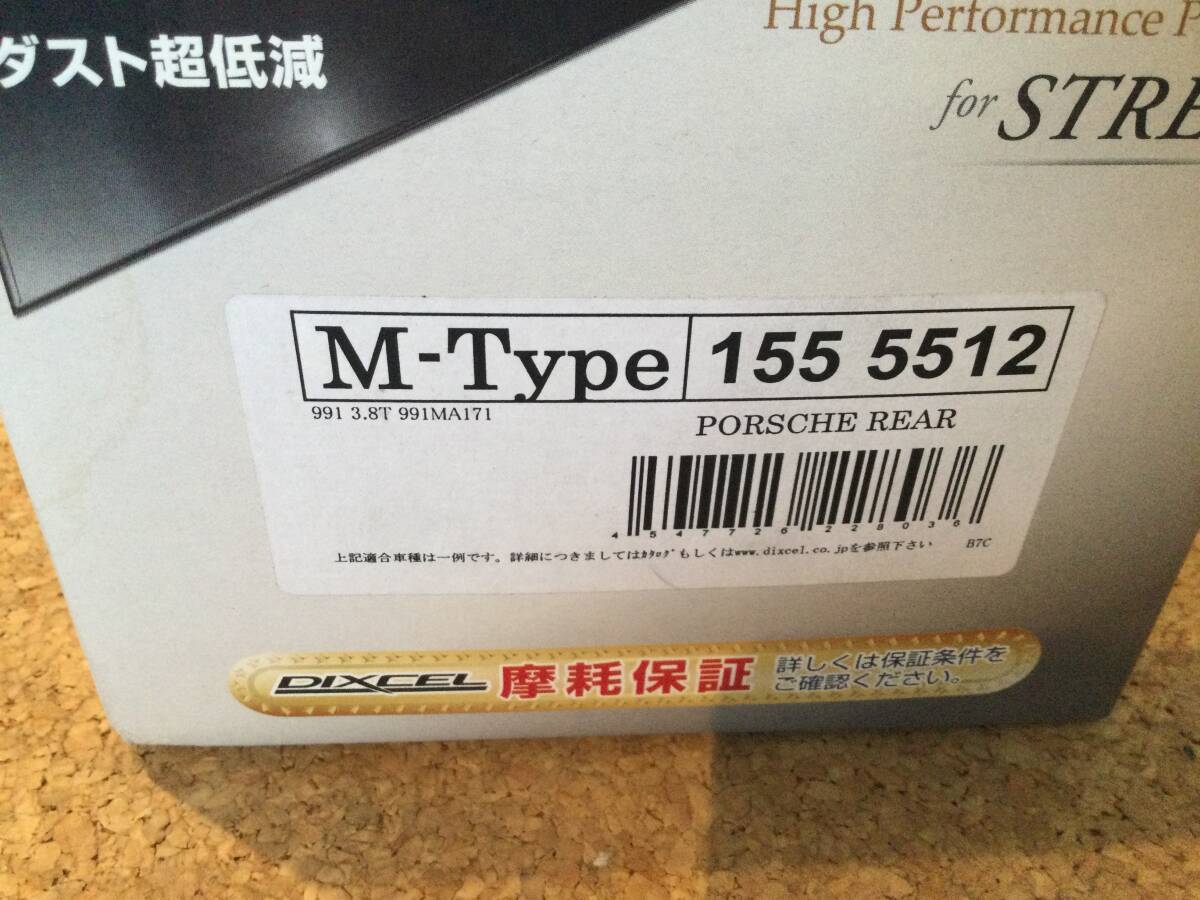 ダスト超低減
High Performance
for STRE
M-Type 155 5512
991 3.8T 991MA171 PORSCHE REAR
4 547726 228036
上記適合車種は一例です。詳細につきましてはｶﾀﾛｸﾞもしくはwww.dixcel.co.jpを参照下さい B7C
DIXCEL 摩耗保証 詳しくは保証条件を
ご確認ください。